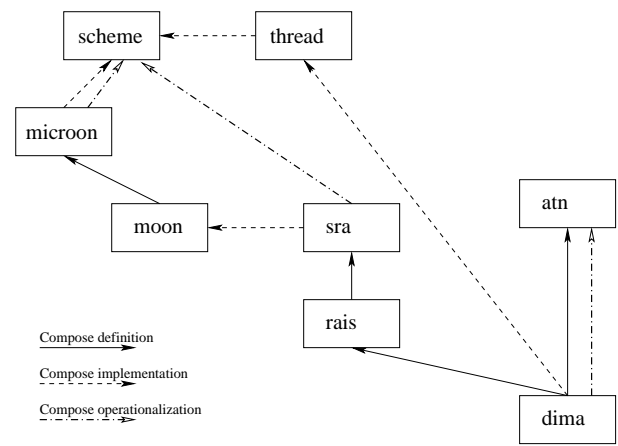 scheme
thread
microon
atn
moon
sra
rais
Compose definition
Compose implementation
Compose operationalization
dima